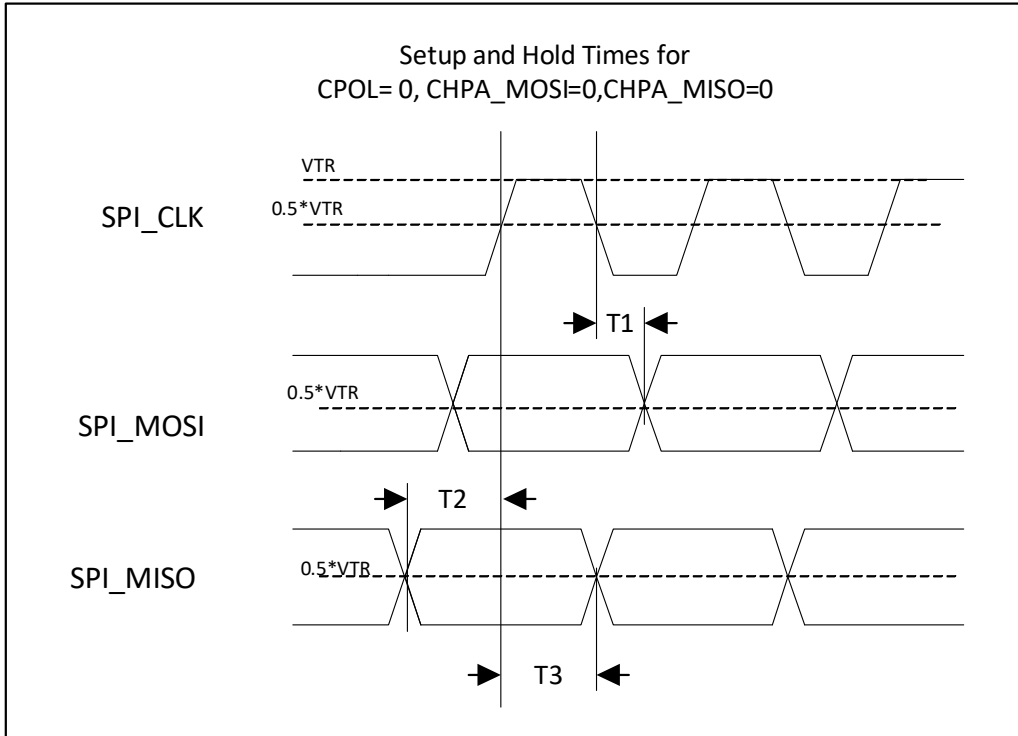 Setup and Hold Times for
CPOL= 0, CHPA_MOSI=0,CHPA_MISO=0
VTR
0.5*VTR
SPI_CLK
T1
0.5*VTR
SPI_MOSI
T2
0.5*VTR
SPI_MISO
T3